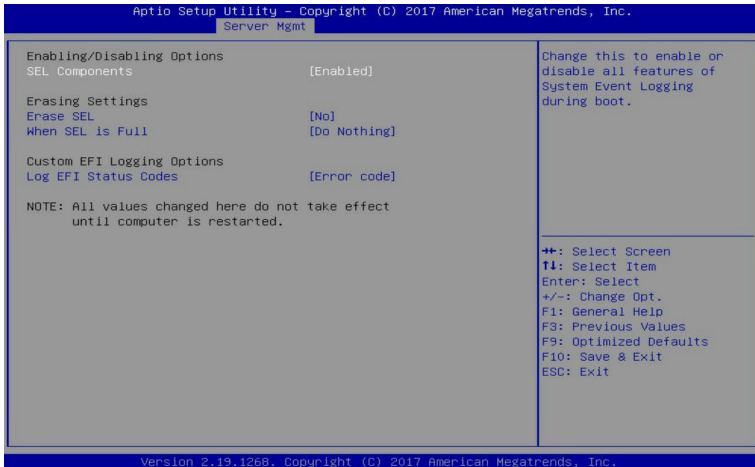 Aptio Setup Utility - Copyright (C) 2017 American Megatrends, Inc.
Server Mgmt
Enabling/Disabling Options
SEL Components [Enabled]
Erasing Settings
Erase SEL [No]
When SEL is Full [Do Nothing]
Custom EFI Logging Options
Log EFI Status Codes [Error code]
NOTE: All values changed here do not take effect
until computer is restarted.
Change this to enable or
disable all features of
System Event Logging
during boot.
→←: Select Screen
↑↓: Select Item
Enter: Select
+/-: Change Opt.
F1: General Help
F3: Previous Values
F9: Optimized Defaults
F10: Save & Exit
ESC: Exit
Version 2.19.1268. Copyright (C) 2017 American Megatrends, Inc.